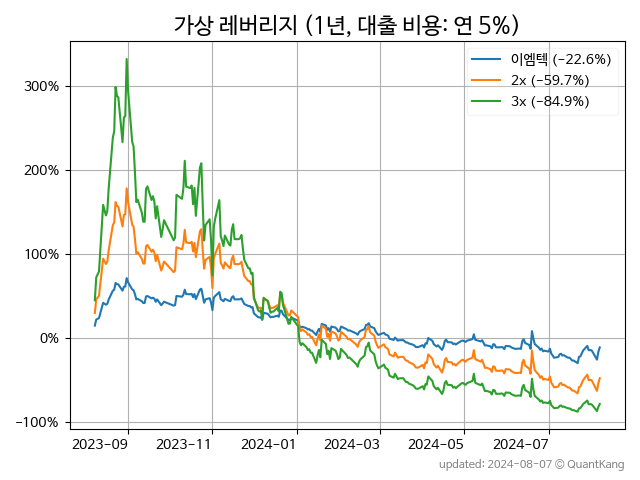 가상 레버리지 (1년, 대출 비용: 연 5%)
이엠텍 (−22.6%)
2x (−59.7%)
3x (−84.9%)
300%
200%
100%
0%
−100%
2023-09 2023-11 2024-01 2024-03 2024-05 2024-07
updated: 2024-08-07 © QuantKang